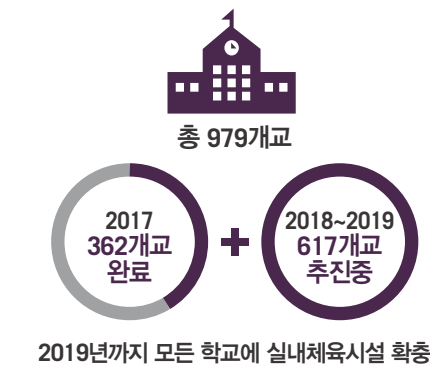 총 979개교
2017
362개교
완료
+
2018~2019
617개교
추진중
2019년까지 모든 학교에 실내체육시설 확충